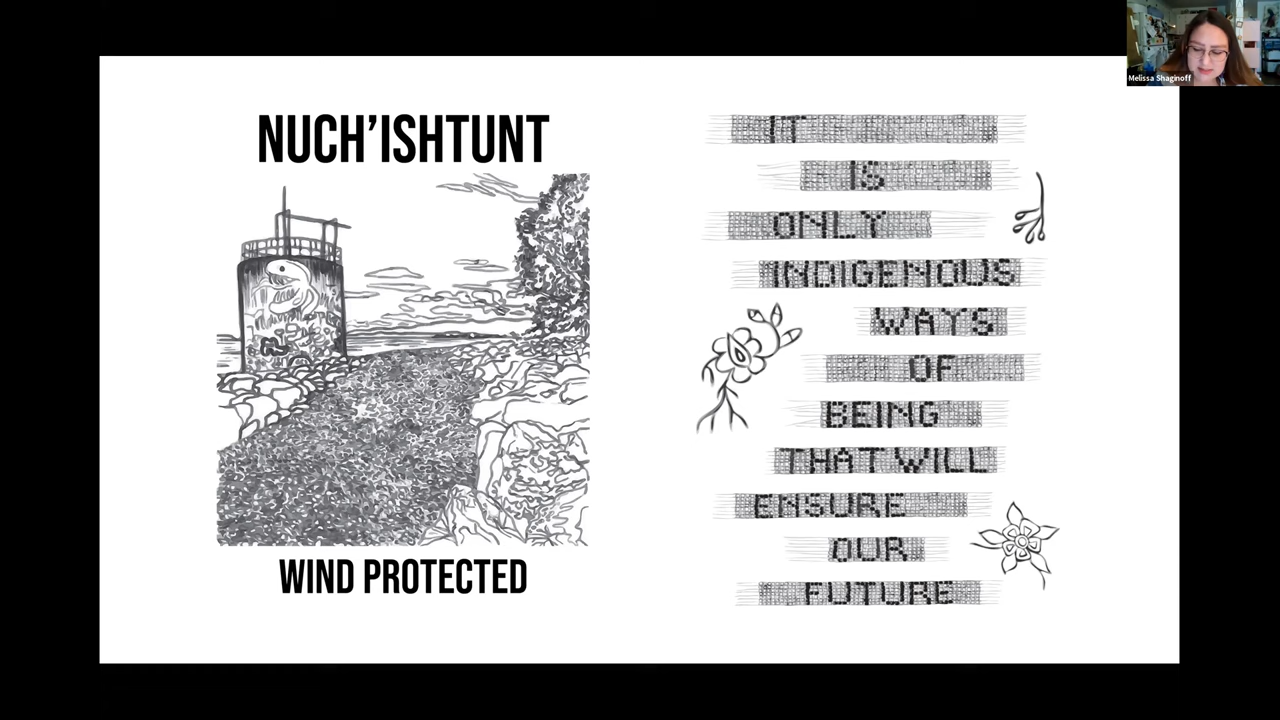 NUCH'ISHTUNT
WIND PROTECTED
IT
IS
ONLY
INDIGENOUS
WAYS
OF
BEING
THAT WILL
ENSURE
OUR
FUTURE
Melissa Shaginoff